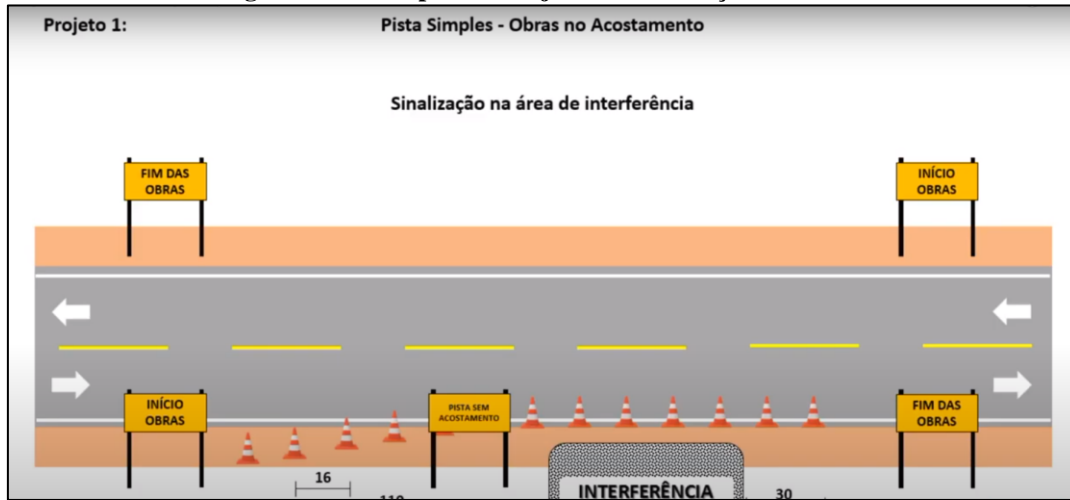 Projeto 1:
Pista Simples - Obras no Acostamento
Sinalização na área de interferência
FIM DAS
OBRAS
INÍCIO
OBRAS
INÍCIO
OBRAS
PISTA SEM
ACOSTAMENTO
FIM DAS
OBRAS
16
INTERFERÊNCIA
30